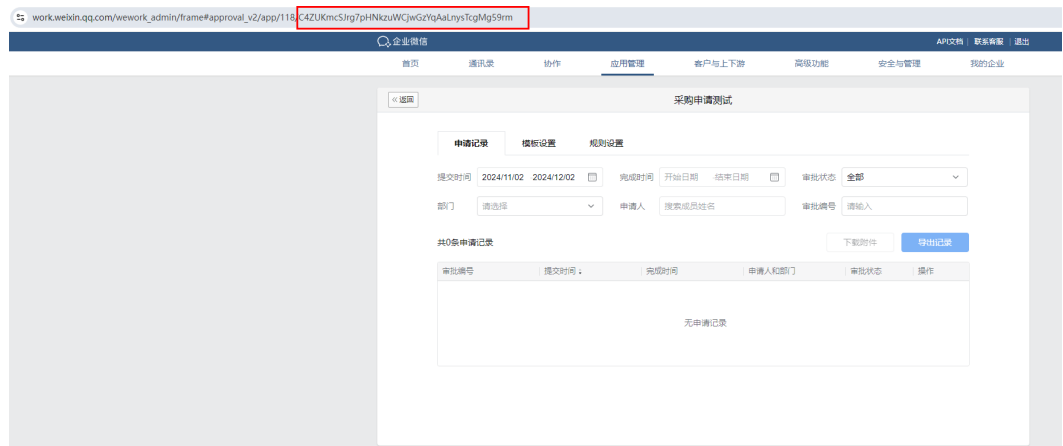 work.weixin.qq.com/wework_admin/frame#approval_v2/app/118/C4ZUKmcSJrg7pHNkzuWCjwGzYqAaLnysTcgMg59rm
企业微信 API文档 | 联系客服 | 退出
首页 通讯录 协作 应用管理 客户与上下游 高级功能 安全与管理 我的企业
« 返回 采购申请测试
申请记录 模板设置 规则设置
提交时间 2024/11/02 2024/12/02 完成时间 开始日期 结束日期 审批状态 全部
部门 请选择 申请人 搜索成员姓名 审批编号 请输入
共0条申请记录 下载附件 导出记录
审批编号 提交时间 完成时间 申请人和部门 审批状态 操作
无申请记录